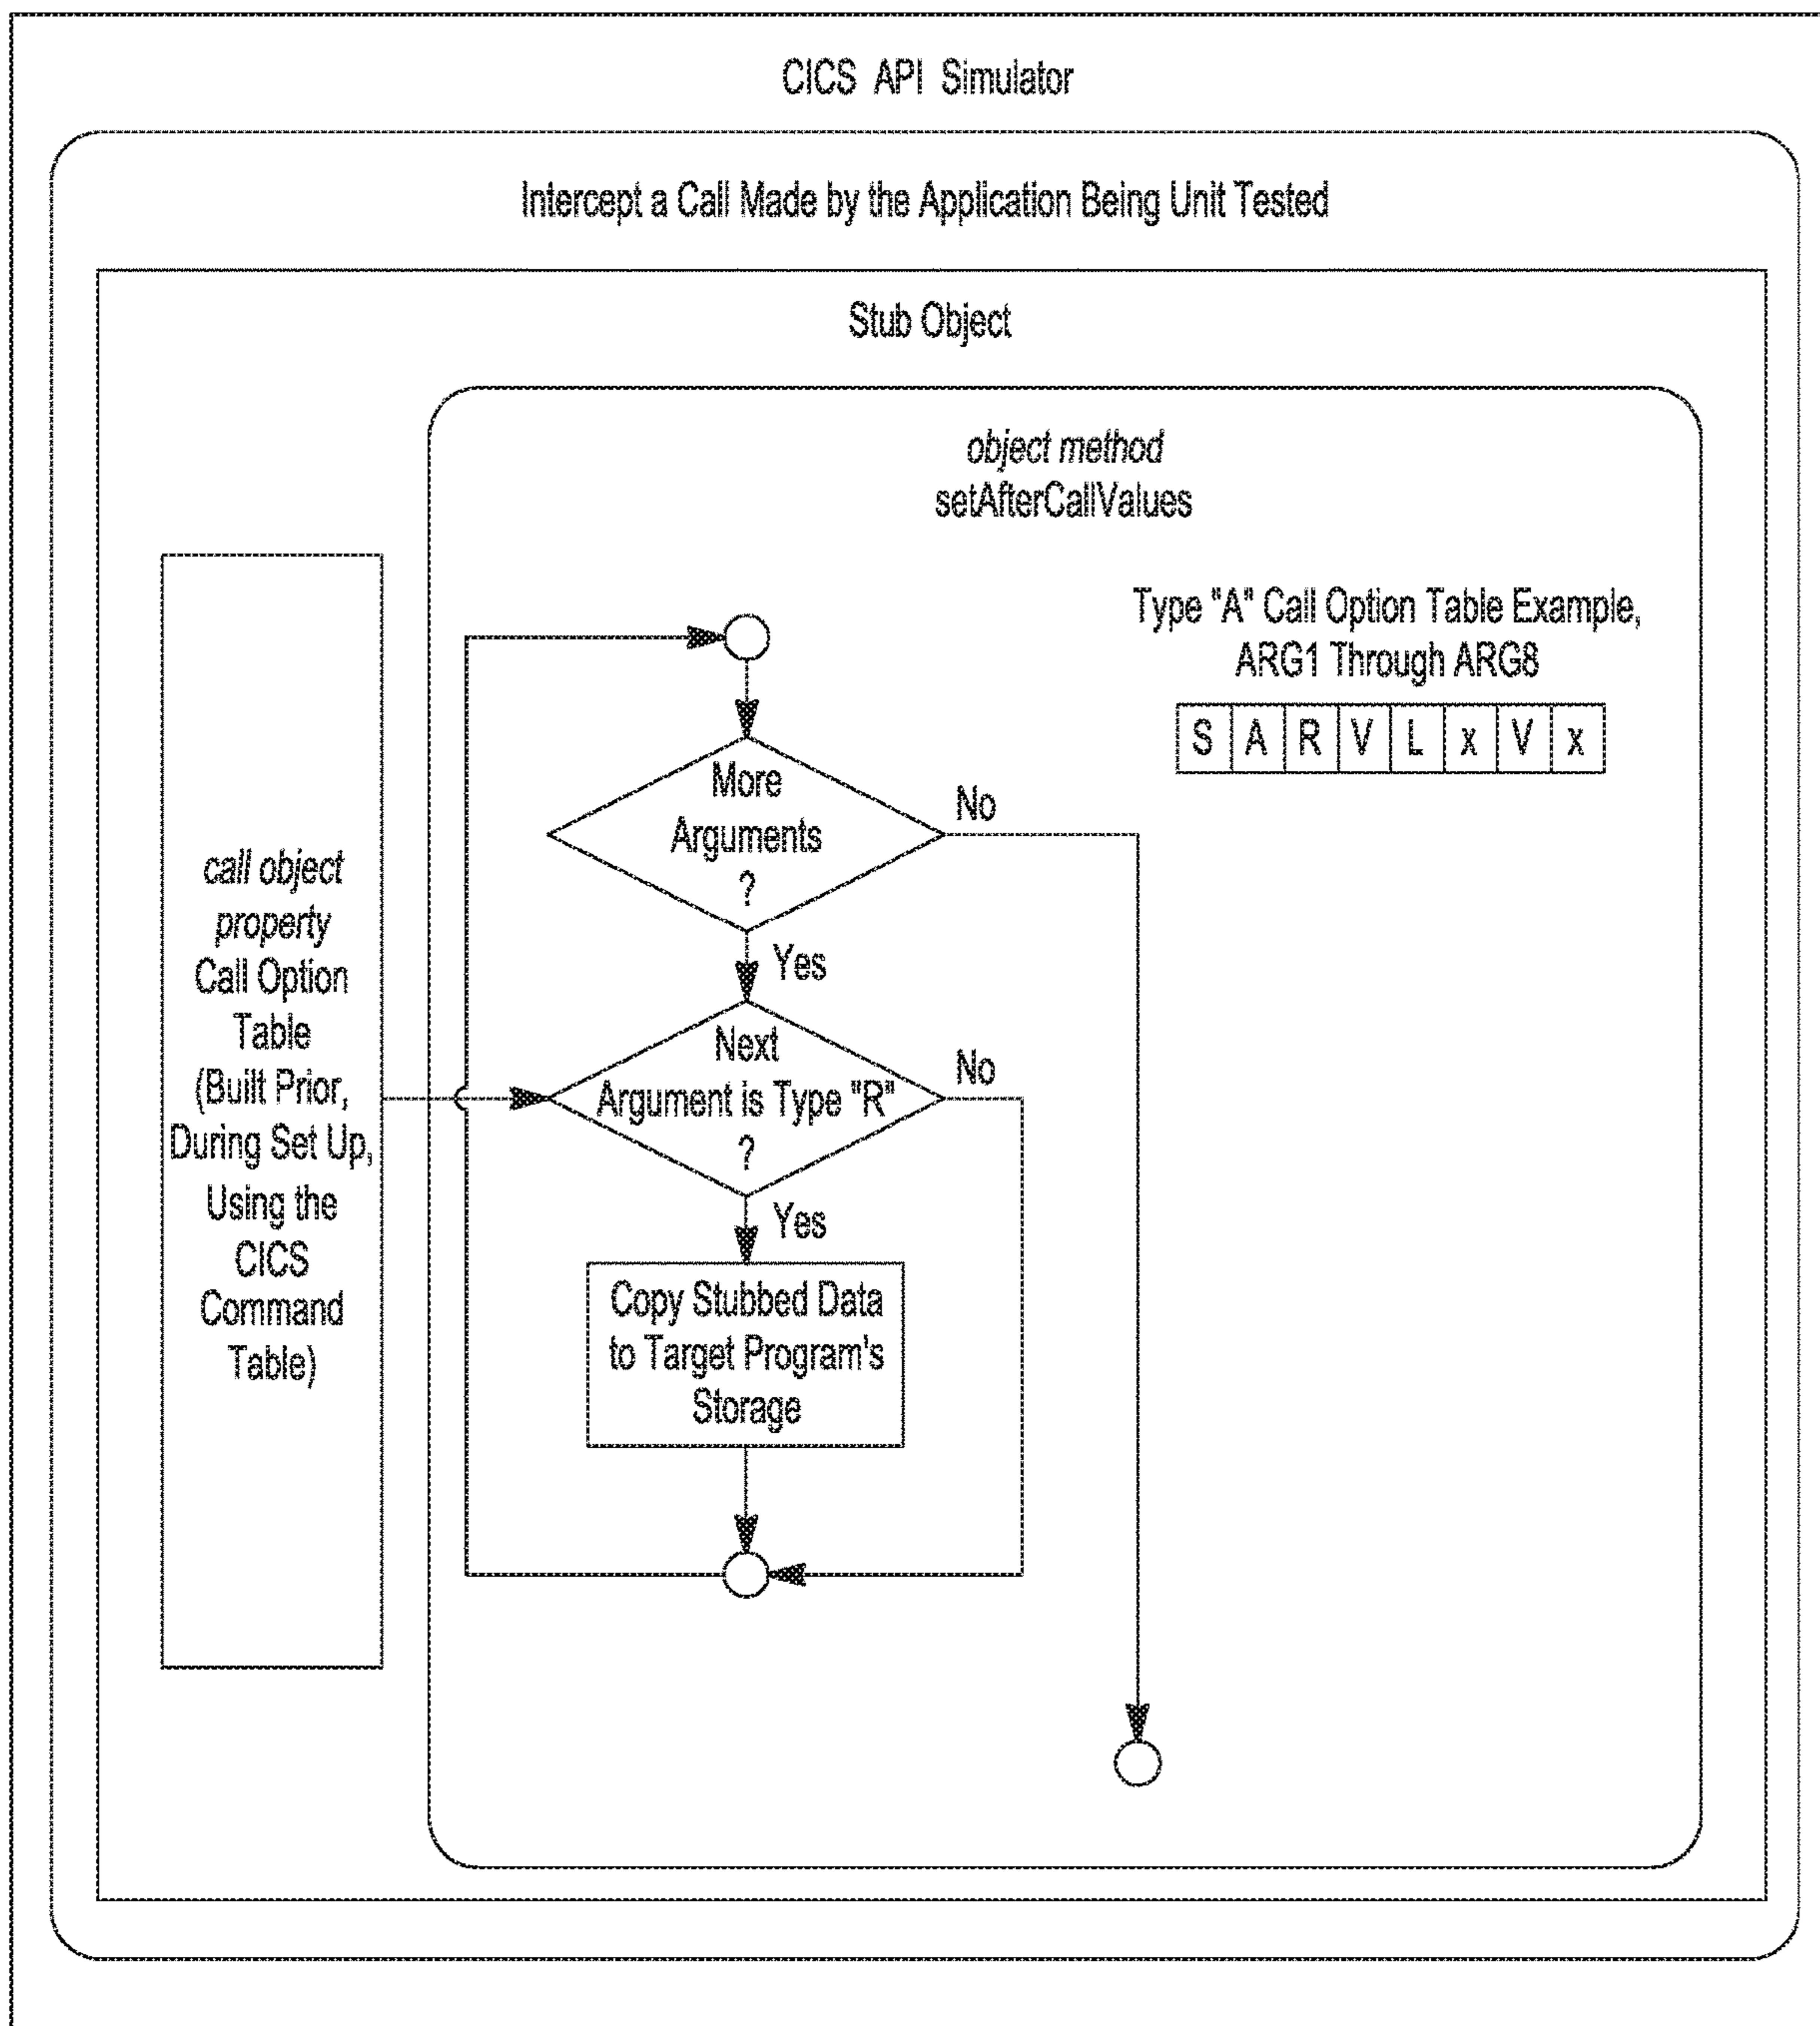 CICS API Simulator
Intercept a Call Made by the Application Being Unit Tested
Stub Object
object method
setAfterCallValues
Type "A" Call Option Table Example,
ARG1 Through ARG8
S A R V L x V x
More
Arguments
?
No
Yes
call object
property
Call Option
Table
(Built Prior,
During Set Up,
Using the
CICS
Command
Table)
Next
Argument is Type "R"
?
No
Yes
Copy Stubbed Data
to Target Program's
Storage